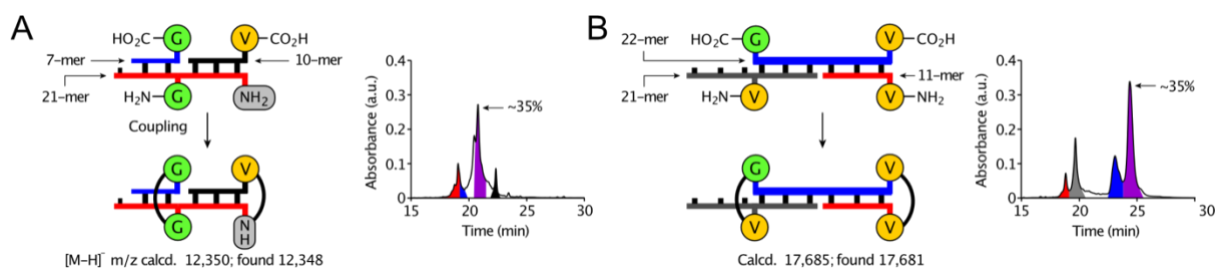 A
HO₂C
G
V
CO₂H
7-mer
10-mer
21-mer
H₂N
G
NH₂
Coupling
G
V
G
N
H
[M–H]⁻ m/z calcd. 12,350; found 12,348
Absorbance (a.u.)
0.4
0.3
0.2
0.1
0
~35%
15
20
25
30
Time (min)
B
22-mer
HO₂C
G
V
CO₂H
21-mer
11-mer
H₂N
V
V
NH₂
G
V
V
V
Calcd. 17,685; found 17,681
Absorbance (a.u.)
0.4
0.3
0.2
0.1
0
~35%
15
20
25
30
Time (min)